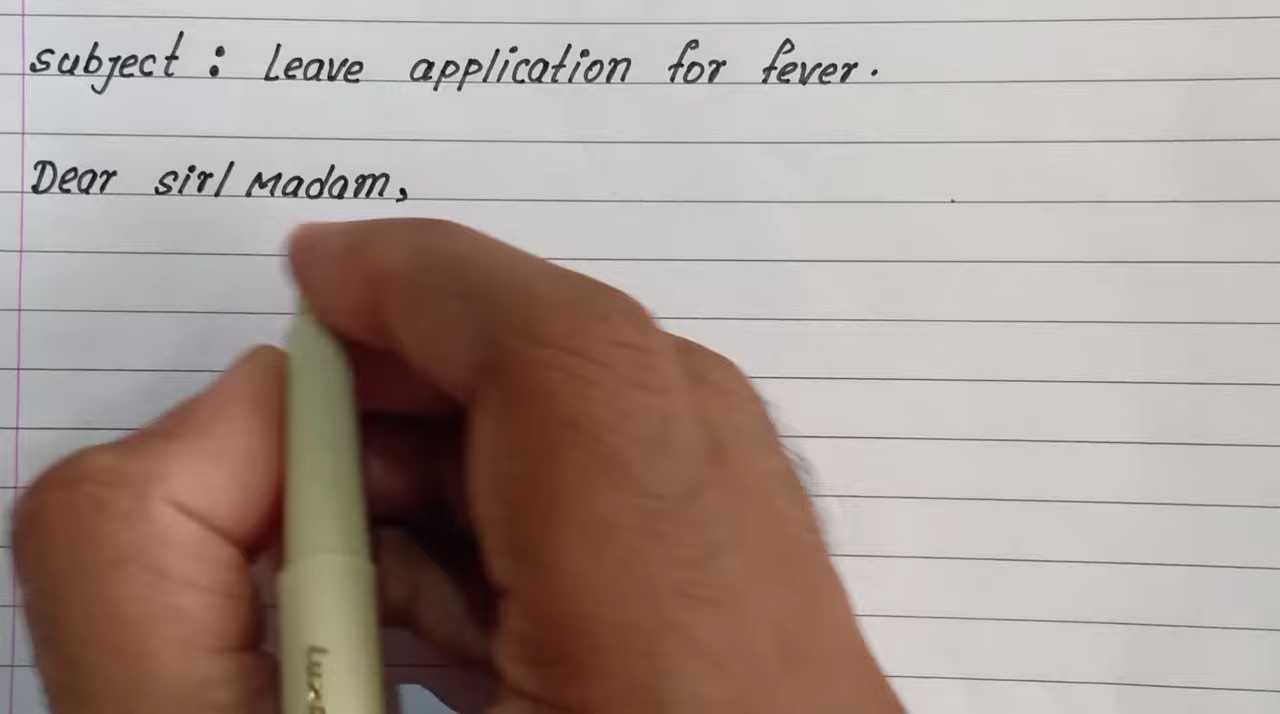 subject : Leave application for fever.
Dear sir/ Madam,